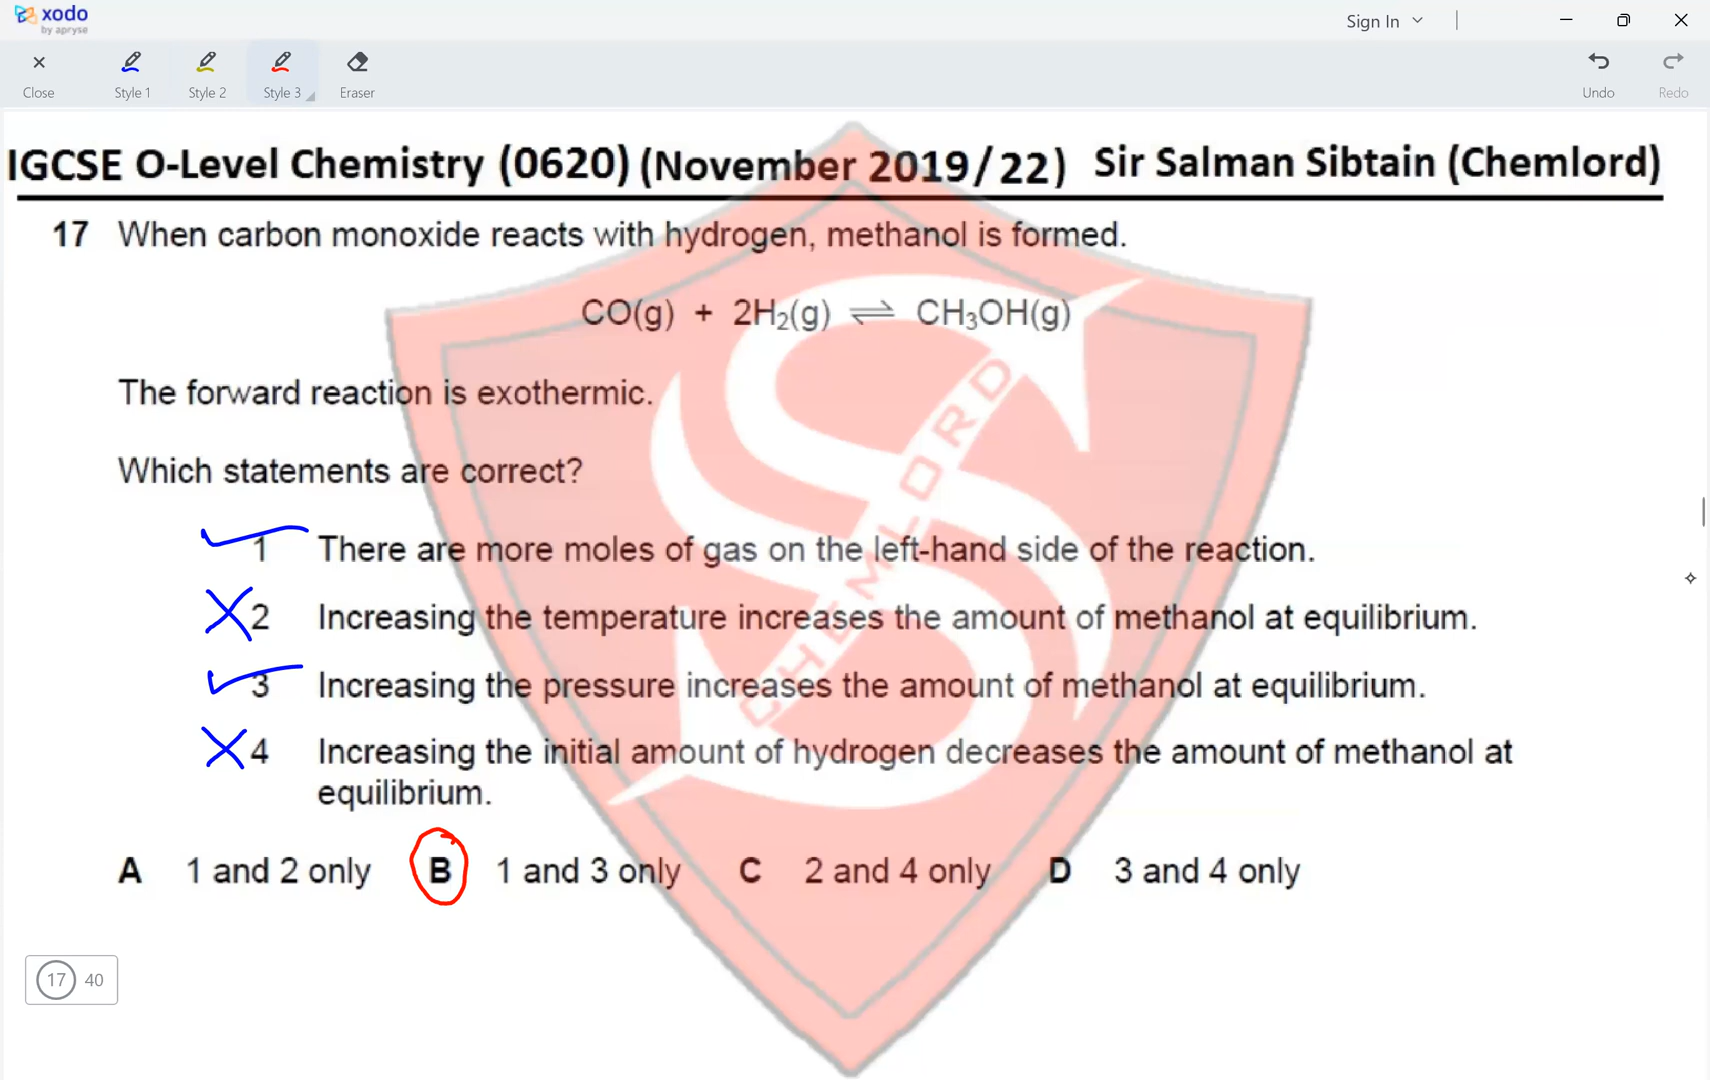 xodo
by apryse
Sign In
Close
Style 1
Style 2
Style 3
Eraser
Undo
Redo
IGCSE O-Level Chemistry (0620) (November 2019/22) Sir Salman Sibtain (Chemlord)
17 When carbon monoxide reacts with hydrogen, methanol is formed.
CO(g) + 2H₂(g) ⇌ CH₃OH(g)
The forward reaction is exothermic.
Which statements are correct?
1 There are more moles of gas on the left-hand side of the reaction.
2 Increasing the temperature increases the amount of methanol at equilibrium.
3 Increasing the pressure increases the amount of methanol at equilibrium.
4 Increasing the initial amount of hydrogen decreases the amount of methanol at
equilibrium.
A 1 and 2 only B 1 and 3 only C 2 and 4 only D 3 and 4 only
CHEMLORD
17 40